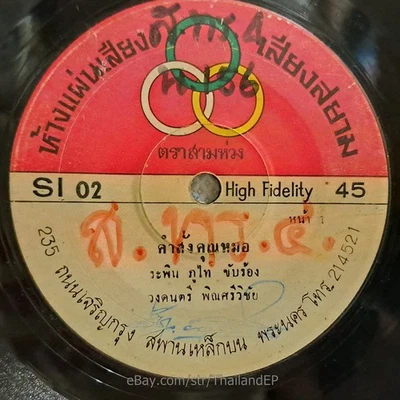 ห้างแผ่นเสียง
เสียงสยาม
ตราสามห่วง
SI 02
High Fidelity
45
หน้า 1
คำสั่งคุณหมอ
ระพิน ภูไท ขับร้อง
วงดนตรี พิณศรีวิชัย
235 ถนนเจริญกรุง สพานเหล็กบน พระนคร โทร. 214521
ส. ทร. ๔.
eBay.com/str/ThailandEP